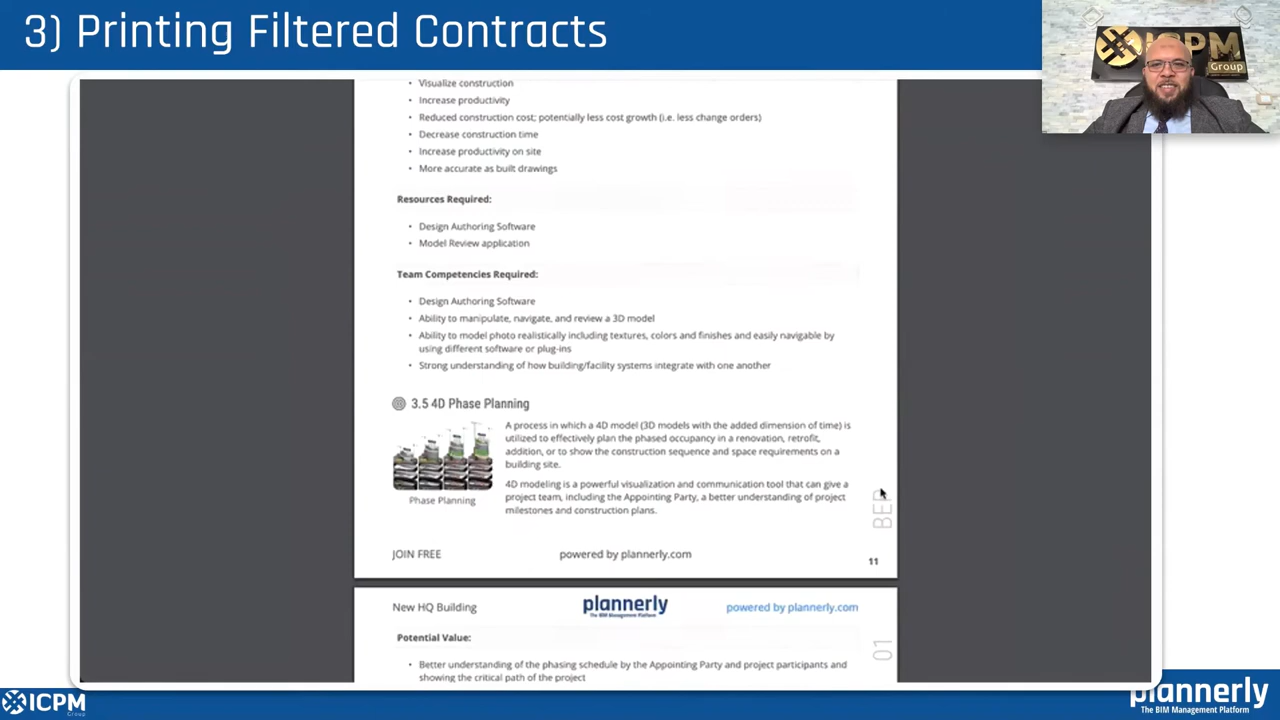 3) Printing Filtered Contracts
ICPM
Group
• Visualize construction
• Increase productivity
• Reduced construction cost; potentially less cost growth (i.e. less change orders)
• Decrease construction time
• Increase productivity on site
• More accurate as built drawings
Resources Required:
• Design Authoring Software
• Model Review application
Team Competencies Required:
• Design Authoring Software
• Ability to manipulate, navigate, and review a 3D model
• Ability to model photo realistically including textures, colors and finishes and easily navigable by
using different software or plug-ins
• Strong understanding of how building/facility systems integrate with one another
3.5 4D Phase Planning
A process in which a 4D model (3D models with the added dimension of time) is
utilized to effectively plan the phased occupancy in a renovation, retrofit,
addition, or to show the construction sequence and space requirements on a
building site.
4D modeling is a powerful visualization and communication tool that can give a
project team, including the Appointing Party, a better understanding of project
milestones and construction plans.
Phase Planning
BEP
JOIN FREE
powered by plannerly.com
11
New HQ Building
plannerly
The BIM Management Platform
powered by plannerly.com
01
Potential Value:
• Better understanding of the phasing schedule by the Appointing Party and project participants and
showing the critical path of the project
ICPM
Group
plannerly
The BIM Management Platform